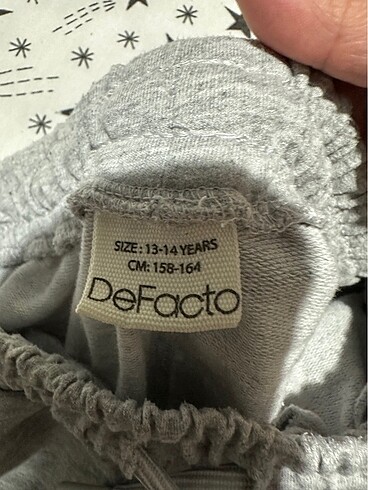 SIZE: 13-14 YEARS
CM: 158-164
DeFacto